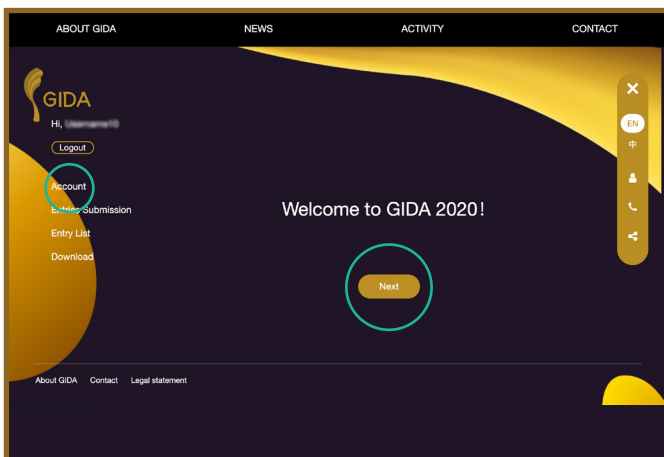 ABOUT GIDA
NEWS
ACTIVITY
CONTACT
GIDA
Hi,
Logout
Account
Entries Submission
Entry List
Download
Welcome to GIDA 2020!
Next
EN
中
About GIDA
Contact
Legal statement